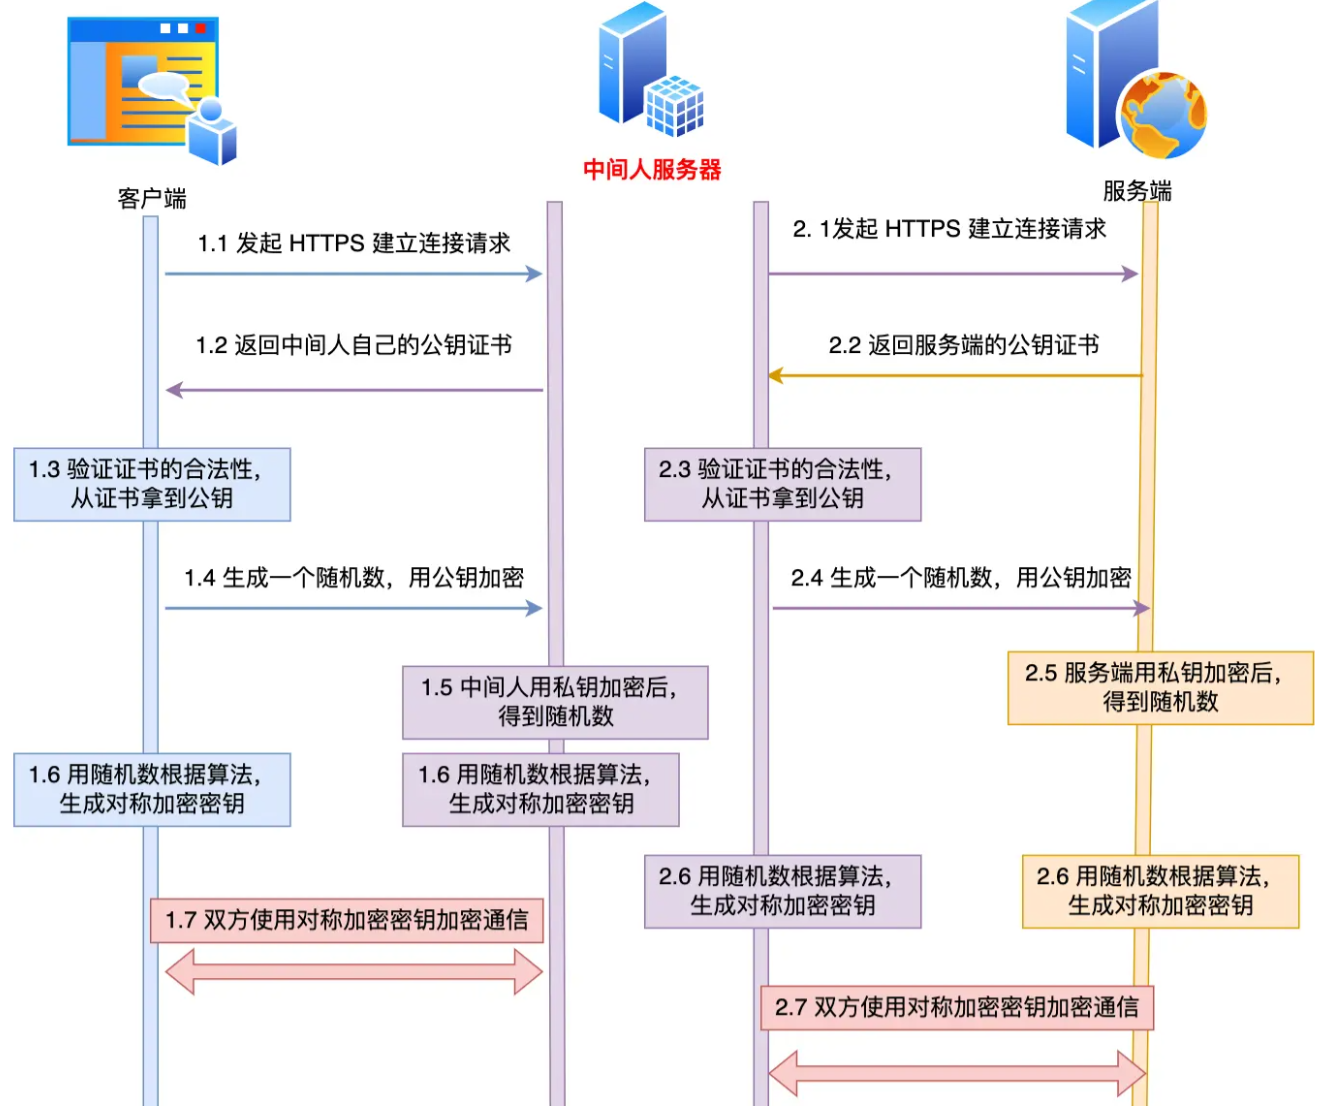 中间人服务器
客户端
服务端
1.1 发起 HTTPS 建立连接请求
2. 1发起 HTTPS 建立连接请求
1.2 返回中间人自己的公钥证书
2.2 返回服务端的公钥证书
1.3 验证证书的合法性，
从证书拿到公钥
2.3 验证证书的合法性，
从证书拿到公钥
1.4 生成一个随机数，用公钥加密
2.4 生成一个随机数，用公钥加密
1.5 中间人用私钥加密后，
得到随机数
2.5 服务端用私钥加密后，
得到随机数
1.6 用随机数根据算法，
生成对称加密密钥
1.6 用随机数根据算法，
生成对称加密密钥
2.6 用随机数根据算法，
生成对称加密密钥
2.6 用随机数根据算法，
生成对称加密密钥
1.7 双方使用对称加密密钥加密通信
2.7 双方使用对称加密密钥加密通信